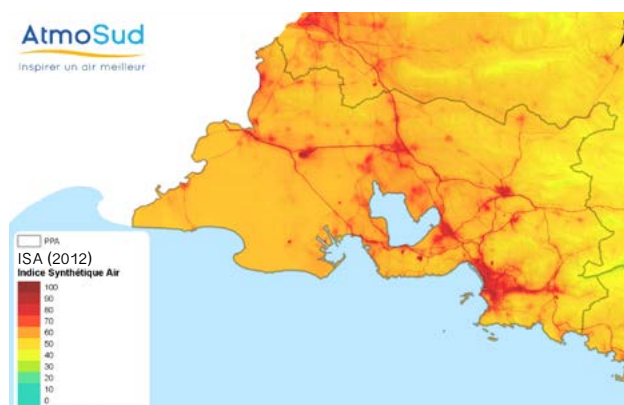 AtmoSud
Inspirer un air meilleur
PPA
ISA (2012)
Indice Synthétique Air
100
90
80
70
60
50
40
30
20
10
0